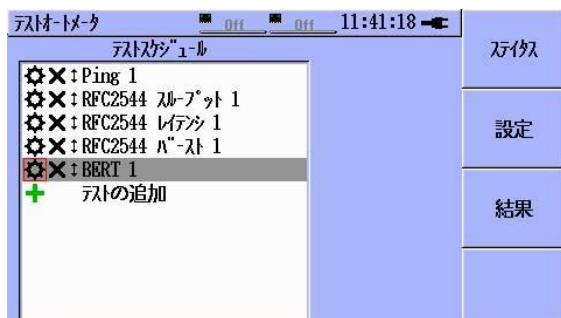 テストオートメータ Off Off 11:41:18
テストスケジュール
Ping 1
RFC2544 スループット 1
RFC2544 レイテンシ 1
RFC2544 バースト 1
BERT 1
テストの追加
ステイタス
設定
結果